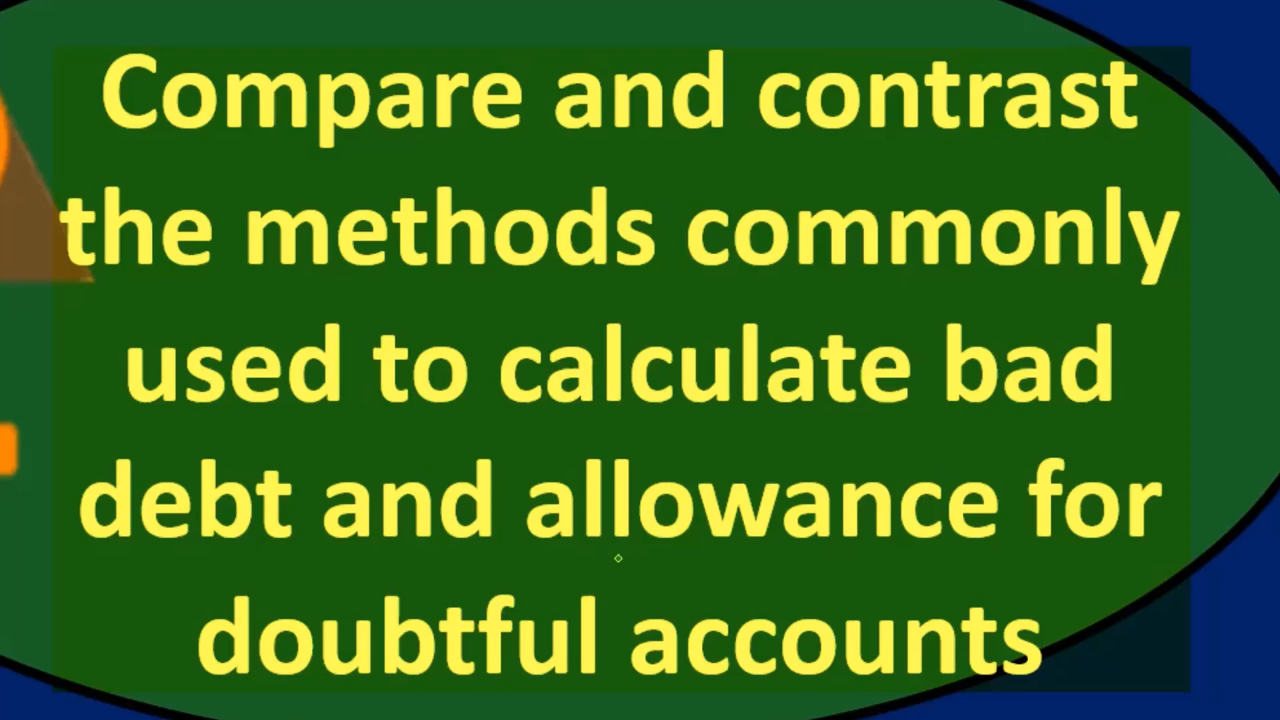 Compare and contrast
the methods commonly
used to calculate bad
debt and allowance for
doubtful accounts